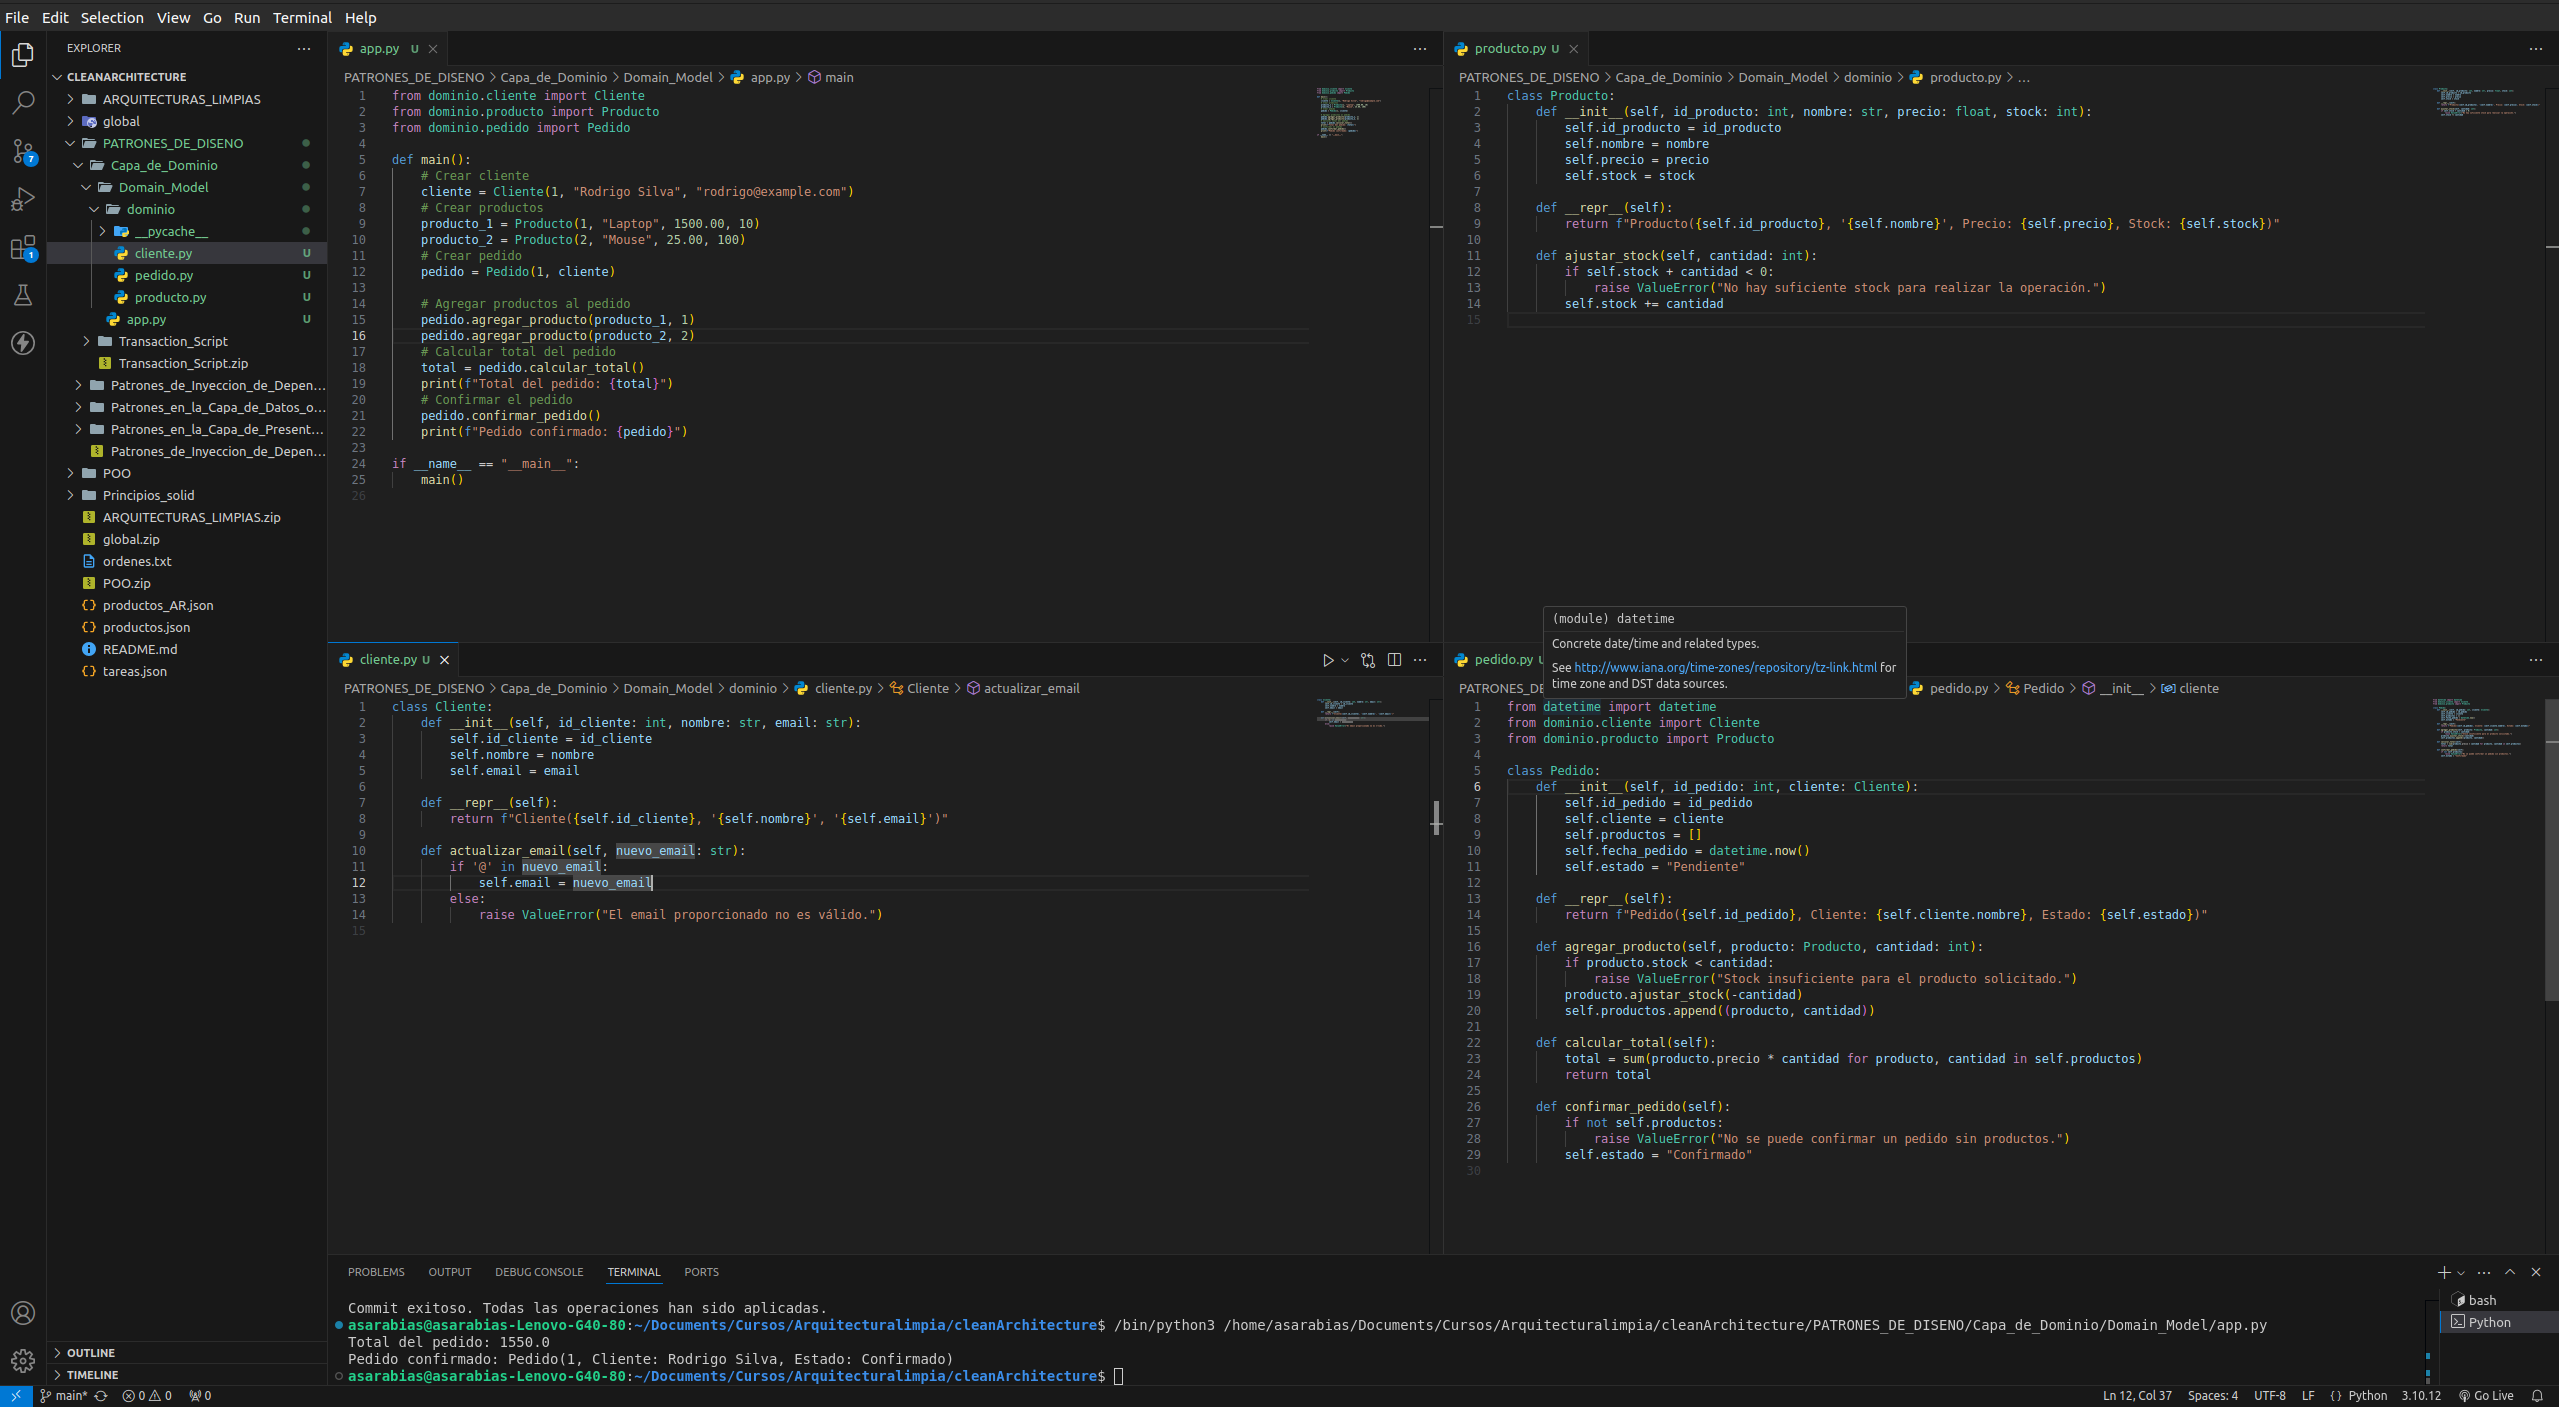 File Edit Selection View Go Run Terminal Help
EXPLORER
CLEANARCHITECTURE
ARQUITECTURAS_LIMPIAS
global
PATRONES_DE_DISENO
Capa_de_Dominio
Domain_Model
dominio
__pycache__
cliente.py U
pedido.py U
producto.py U
app.py U
Transaction_Script
Transaction_Script.zip
Patrones_de_Inyeccion_de_Depen...
Patrones_en_la_Capa_de_Datos_o...
Patrones_en_la_Capa_de_Present...
Patrones_de_Inyeccion_de_Depen...
POO
Principios_solid
ARQUITECTURAS_LIMPIAS.zip
global.zip
ordenes.txt
POO.zip
productos_AR.json
productos.json
README.md
tareas.json
OUTLINE
TIMELINE
7
1
app.py U
PATRONES_DE_DISENO > Capa_de_Dominio > Domain_Model > app.py > main
1 from dominio.cliente import Cliente
2 from dominio.producto import Producto
3 from dominio.pedido import Pedido
4
5 def main():
6 # Crear cliente
7 cliente = Cliente(1, "Rodrigo Silva", "rodrigo@example.com")
8 # Crear productos
9 producto_1 = Producto(1, "Laptop", 1500.00, 10)
10 producto_2 = Producto(2, "Mouse", 25.00, 100)
11 # Crear pedido
12 pedido = Pedido(1, cliente)
13
14 # Agregar productos al pedido
15 pedido.agregar_producto(producto_1, 1)
16 pedido.agregar_producto(producto_2, 2)
17 # Calcular total del pedido
18 total = pedido.calcular_total()
19 print(f"Total del pedido: {total}")
20 # Confirmar el pedido
21 pedido.confirmar_pedido()
22 print(f"Pedido confirmado: {pedido}")
23
24 if __name__ == "__main__":
25 main()
26
producto.py U
PATRONES_DE_DISENO > Capa_de_Dominio > Domain_Model > dominio > producto.py > ...
1 class Producto:
2 def __init__(self, id_producto: int, nombre: str, precio: float, stock: int):
3 self.id_producto = id_producto
4 self.nombre = nombre
5 self.precio = precio
6 self.stock = stock
7
8 def __repr__(self):
9 return f"Producto({self.id_producto}, '{self.nombre}', Precio: {self.precio}, Stock: {self.stock})"
10
11 def ajustar_stock(self, cantidad: int):
12 if self.stock + cantidad < 0:
13 raise ValueError("No hay suficiente stock para realizar la operación.")
14 self.stock += cantidad
15
cliente.py U
PATRONES_DE_DISENO > Capa_de_Dominio > Domain_Model > dominio > cliente.py > Cliente > actualizar_email
1 class Cliente:
2 def __init__(self, id_cliente: int, nombre: str, email: str):
3 self.id_cliente = id_cliente
4 self.nombre = nombre
5 self.email = email
6
7 def __repr__(self):
8 return f"Cliente({self.id_cliente}, '{self.nombre}', '{self.email}')"
9
10 def actualizar_email(self, nuevo_email: str):
11 if '@' in nuevo_email:
12 self.email = nuevo_email
13 else:
14 raise ValueError("El email proporcionado no es válido.")
15
(module) datetime
Concrete date/time and related types.
See http://www.iana.org/time-zones/repository/tz-link.html for
time zone and DST data sources.
pedido.py
PATRONES_DE pedido.py > Pedido > __init__ > cliente
1 from datetime import datetime
2 from dominio.cliente import Cliente
3 from dominio.producto import Producto
4
5 class Pedido:
6 def __init__(self, id_pedido: int, cliente: Cliente):
7 self.id_pedido = id_pedido
8 self.cliente = cliente
9 self.productos = []
10 self.fecha_pedido = datetime.now()
11 self.estado = "Pendiente"
12
13 def __repr__(self):
14 return f"Pedido({self.id_pedido}, Cliente: {self.cliente.nombre}, Estado: {self.estado})"
15
16 def agregar_producto(self, producto: Producto, cantidad: int):
17 if producto.stock < cantidad:
18 raise ValueError("Stock insuficiente para el producto solicitado.")
19 producto.ajustar_stock(-cantidad)
20 self.productos.append((producto, cantidad))
21
22 def calcular_total(self):
23 total = sum(producto.precio * cantidad for producto, cantidad in self.productos)
24 return total
25
26 def confirmar_pedido(self):
27 if not self.productos:
28 raise ValueError("No se puede confirmar un pedido sin productos.")
29 self.estado = "Confirmado"
30
PROBLEMS OUTPUT DEBUG CONSOLE TERMINAL PORTS
Commit exitoso. Todas las operaciones han sido aplicadas.
asarabias@asarabias-Lenovo-G40-80:~/Documents/Cursos/Arquitecturalimpia/cleanArchitecture$ /bin/python3 /home/asarabias/Documents/Cursos/Arquitecturalimpia/cleanArchitecture/PATRONES_DE_DISENO/Capa_de_Dominio/Domain_Model/app.py
Total del pedido: 1550.0
Pedido confirmado: Pedido(1, Cliente: Rodrigo Silva, Estado: Confirmado)
asarabias@asarabias-Lenovo-G40-80:~/Documents/Cursos/Arquitecturalimpia/cleanArchitecture$
bash
Python
main* 0 0 0
Ln 12, Col 37 Spaces: 4 UTF-8 LF {} Python 3.10.12 Go Live